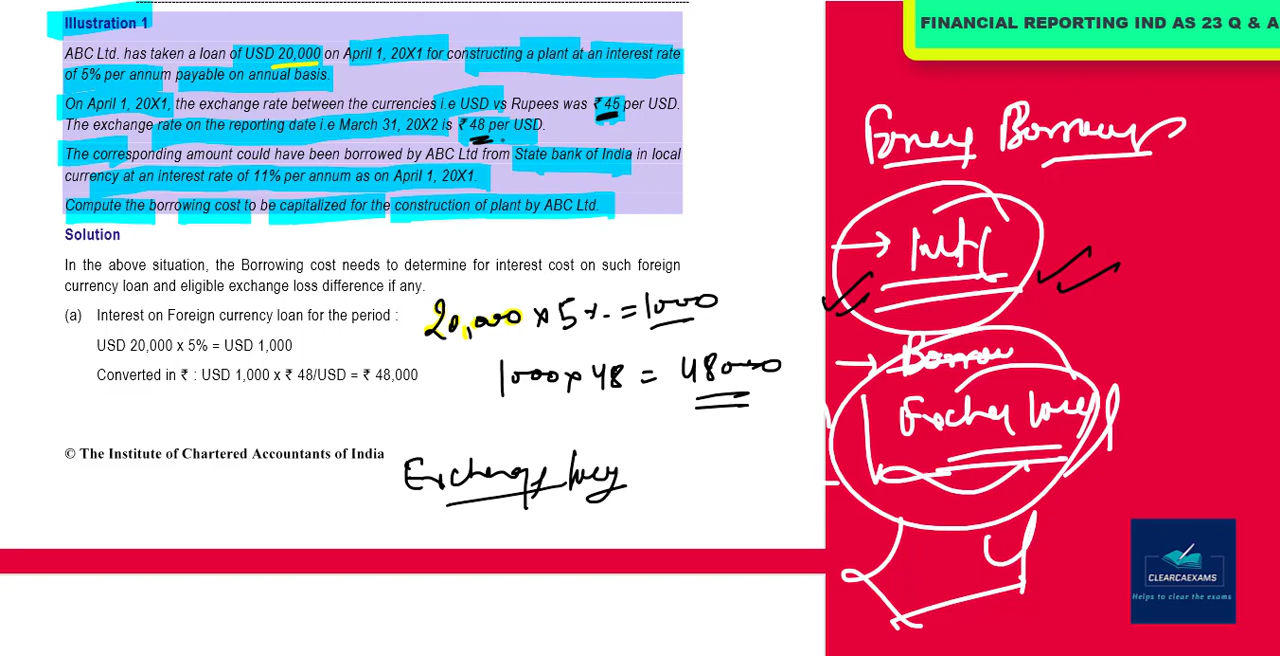 FINANCIAL REPORTING IND AS 23 Q & A
Illustration 1
ABC Ltd. has taken a loan of USD 20,000 on April 1, 20X1 for constructing a plant at an interest rate
of 5% per annum payable on annual basis.
On April 1, 20X1, the exchange rate between the currencies i.e USD vs Rupees was ₹ 45 per USD.
The exchange rate on the reporting date i.e March 31, 20X2 is ₹ 48 per USD.
The corresponding amount could have been borrowed by ABC Ltd from State bank of India in local
currency at an interest rate of 11% per annum as on April 1, 20X1.
Compute the borrowing cost to be capitalized for the construction of plant by ABC Ltd.
Solution
In the above situation, the Borrowing cost needs to determine for interest cost on such foreign
currency loan and eligible exchange loss difference if any.
(a) Interest on Foreign currency loan for the period :
USD 20,000 x 5% = USD 1,000
Converted in ₹ : USD 1,000 x ₹ 48/USD = ₹ 48,000
20,000 × 5% = 1000
1000 × 48 = 48000
© The Institute of Chartered Accountants of India
CLEARCAEXAMS
Helps to clear the exams